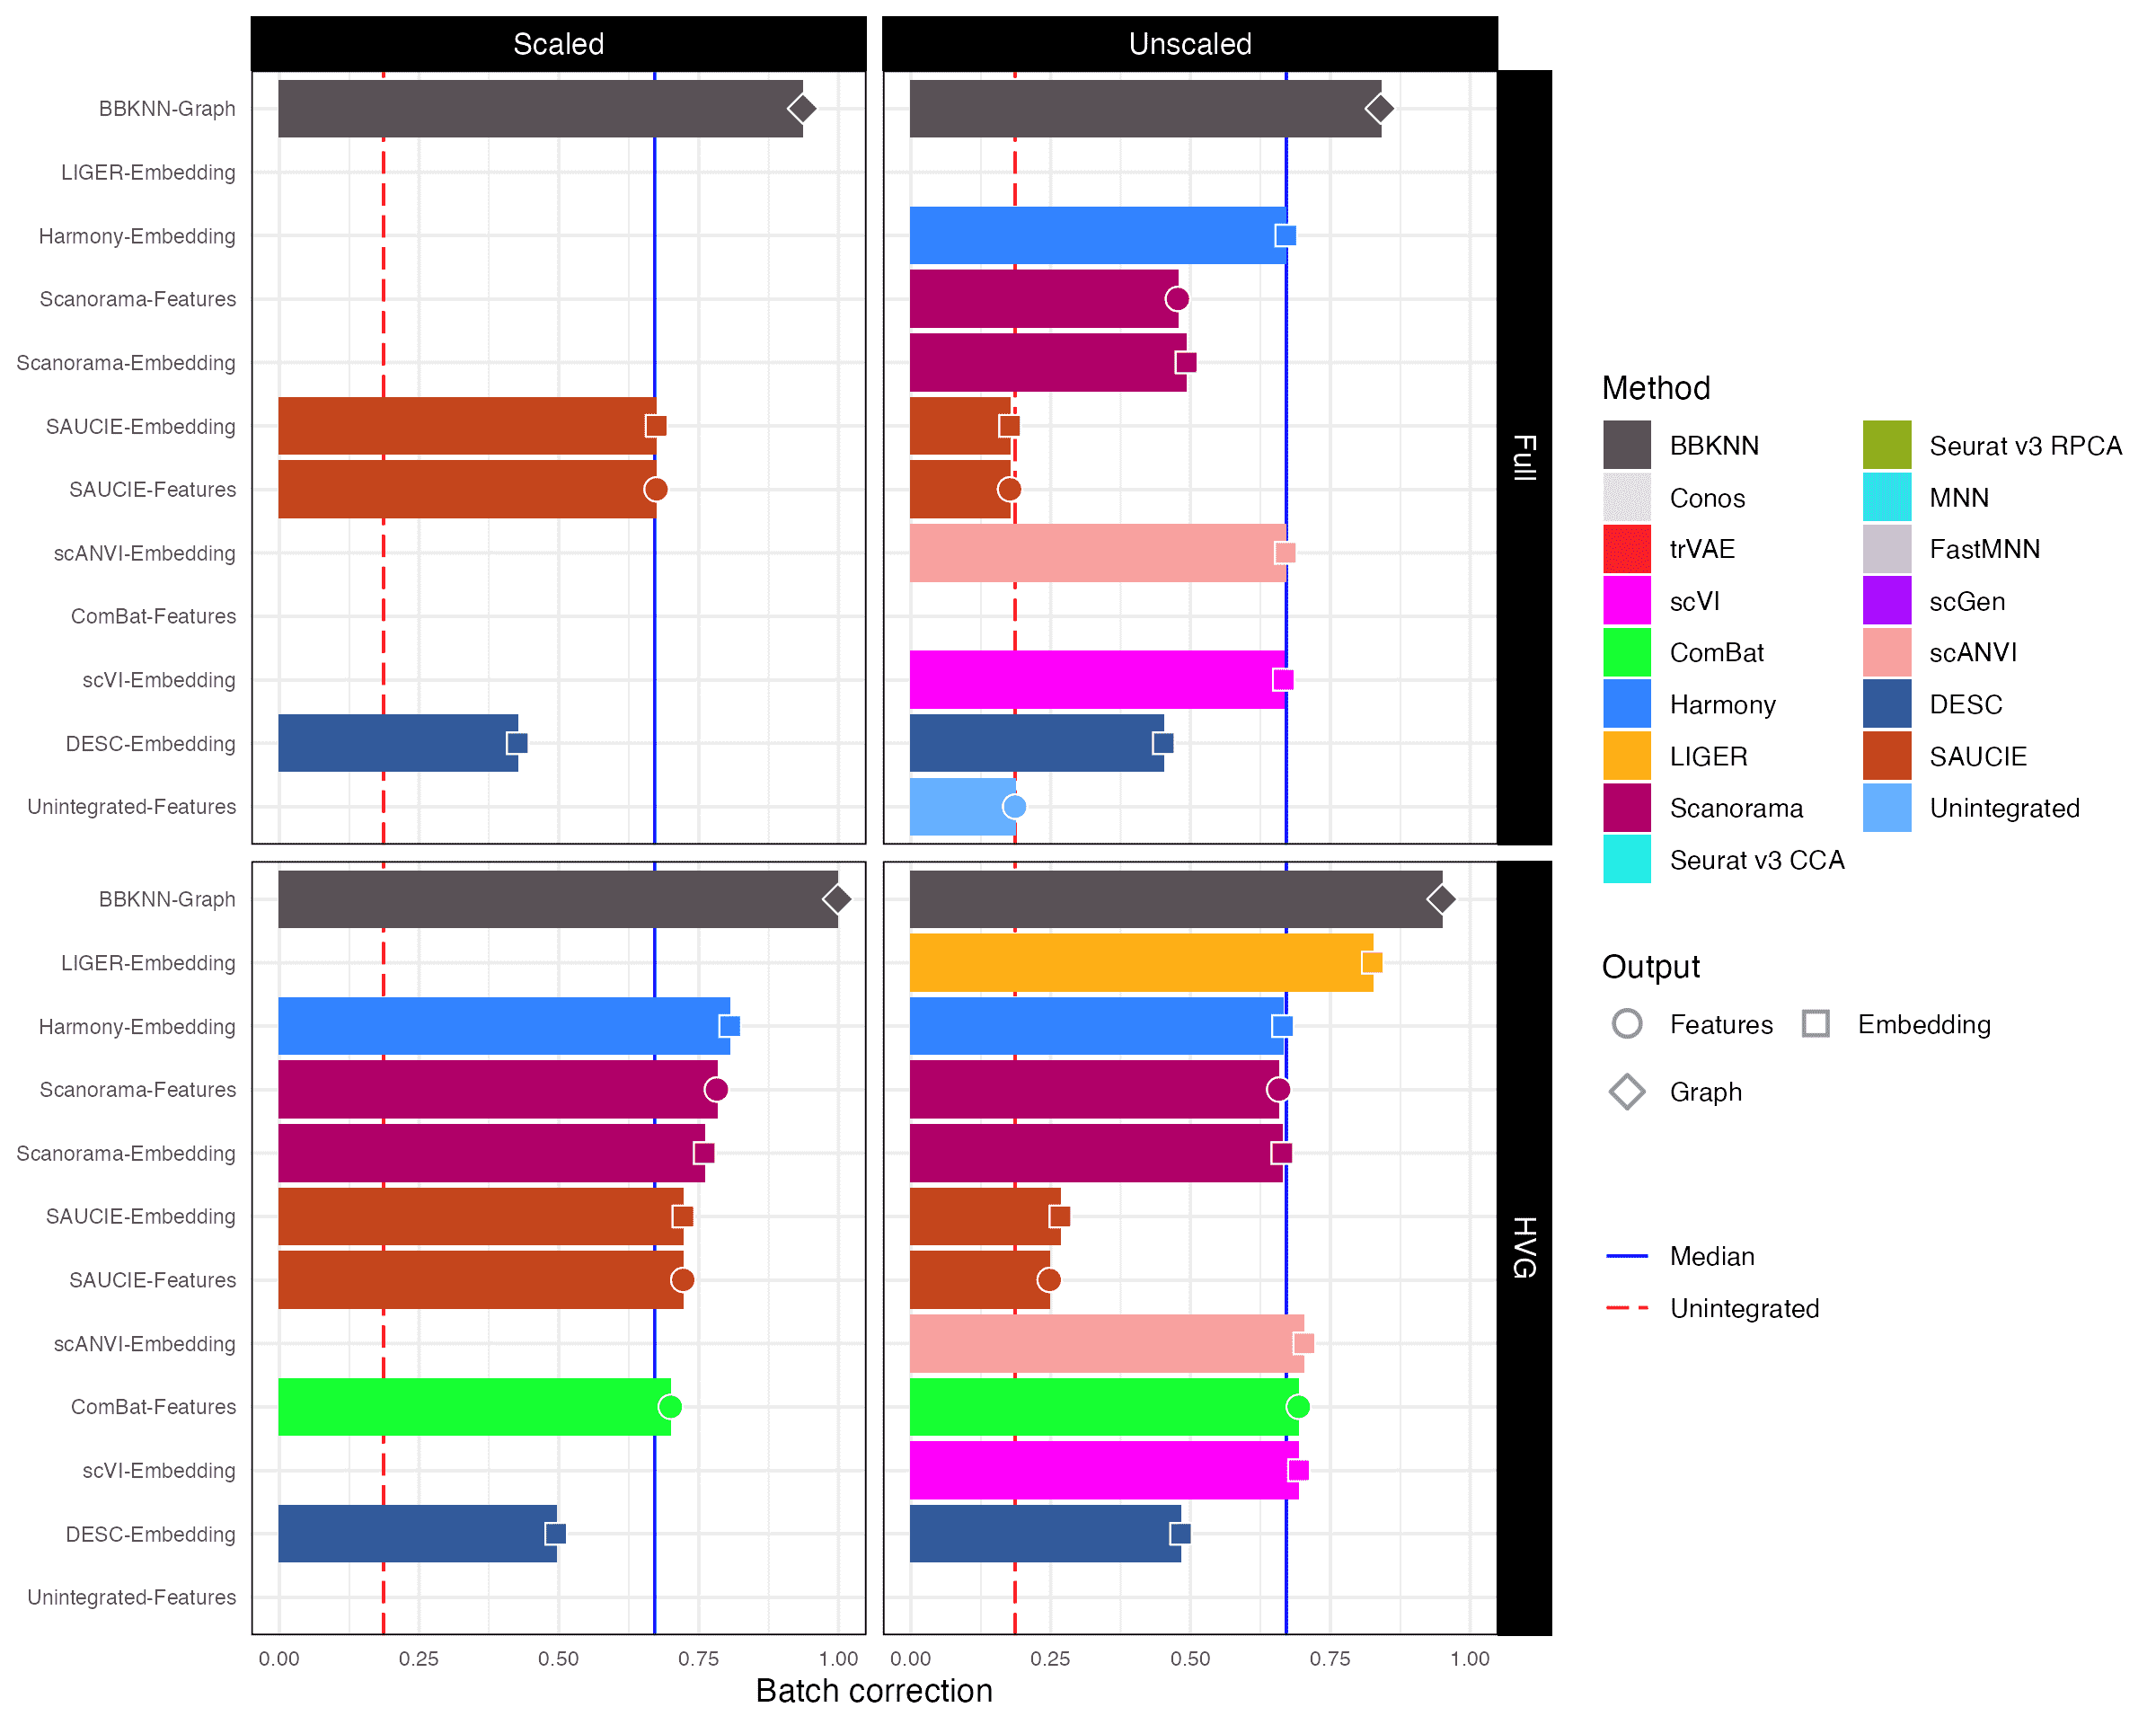 Scaled
Unscaled
BBKNN-Graph
LIGER-Embedding
Harmony-Embedding
Scanorama-Features
Scanorama-Embedding
SAUCIE-Embedding
SAUCIE-Features
scANVI-Embedding
ComBat-Features
scVI-Embedding
DESC-Embedding
Unintegrated-Features
Full
BBKNN-Graph
LIGER-Embedding
Harmony-Embedding
Scanorama-Features
Scanorama-Embedding
SAUCIE-Embedding
SAUCIE-Features
scANVI-Embedding
ComBat-Features
scVI-Embedding
DESC-Embedding
Unintegrated-Features
HVG
0.00 0.25 0.50 0.75 1.00
0.00 0.25 0.50 0.75 1.00
Batch correction
Method
BBKNN
Conos
trVAE
scVI
ComBat
Harmony
LIGER
Scanorama
Seurat v3 CCA
Seurat v3 RPCA
MNN
FastMNN
scGen
scANVI
DESC
SAUCIE
Unintegrated
Output
Features
Embedding
Graph
Median
Unintegrated